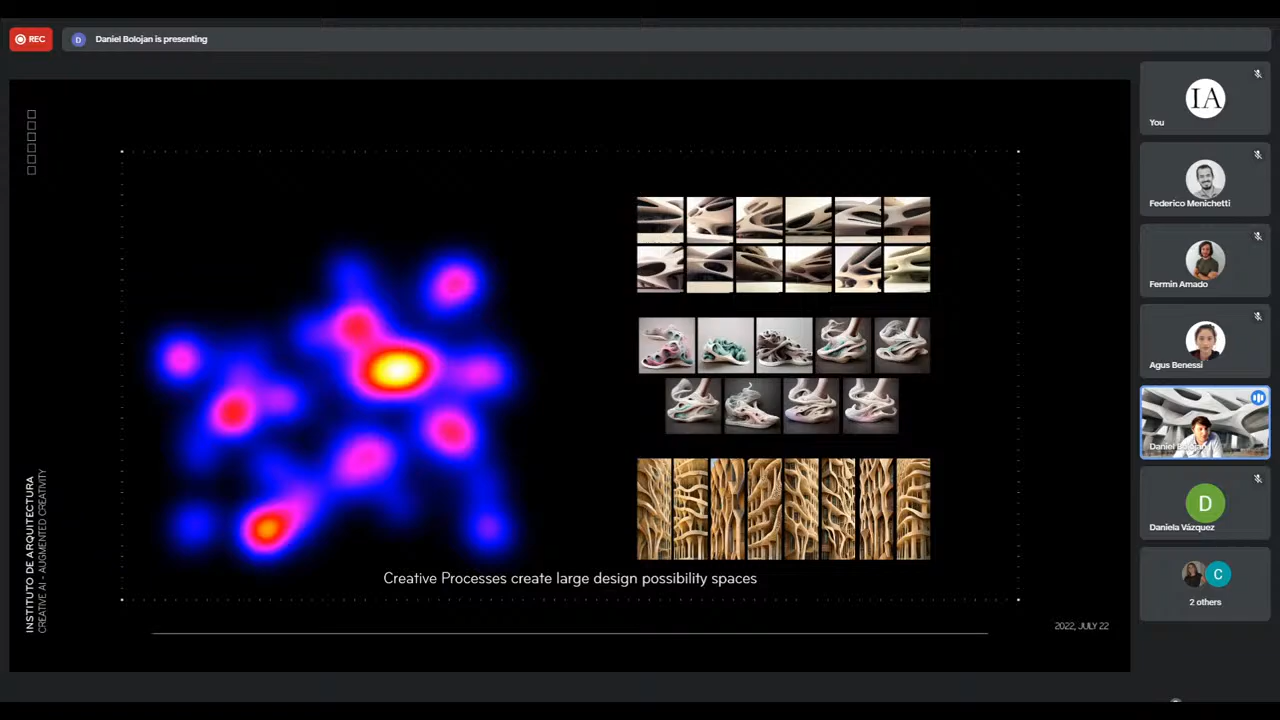 REC
D
Daniel Bolojan is presenting
IA
You
Federico Menichetti
Fermin Amado
Agus Benessi
D
Daniela Vázquez
C
2 others
INSTITUTO DE ARQUITECTURA
CREATIVE AI - AUGMENTED CREATIVITY
Creative Processes create large design possibility spaces
2022, JULY 22